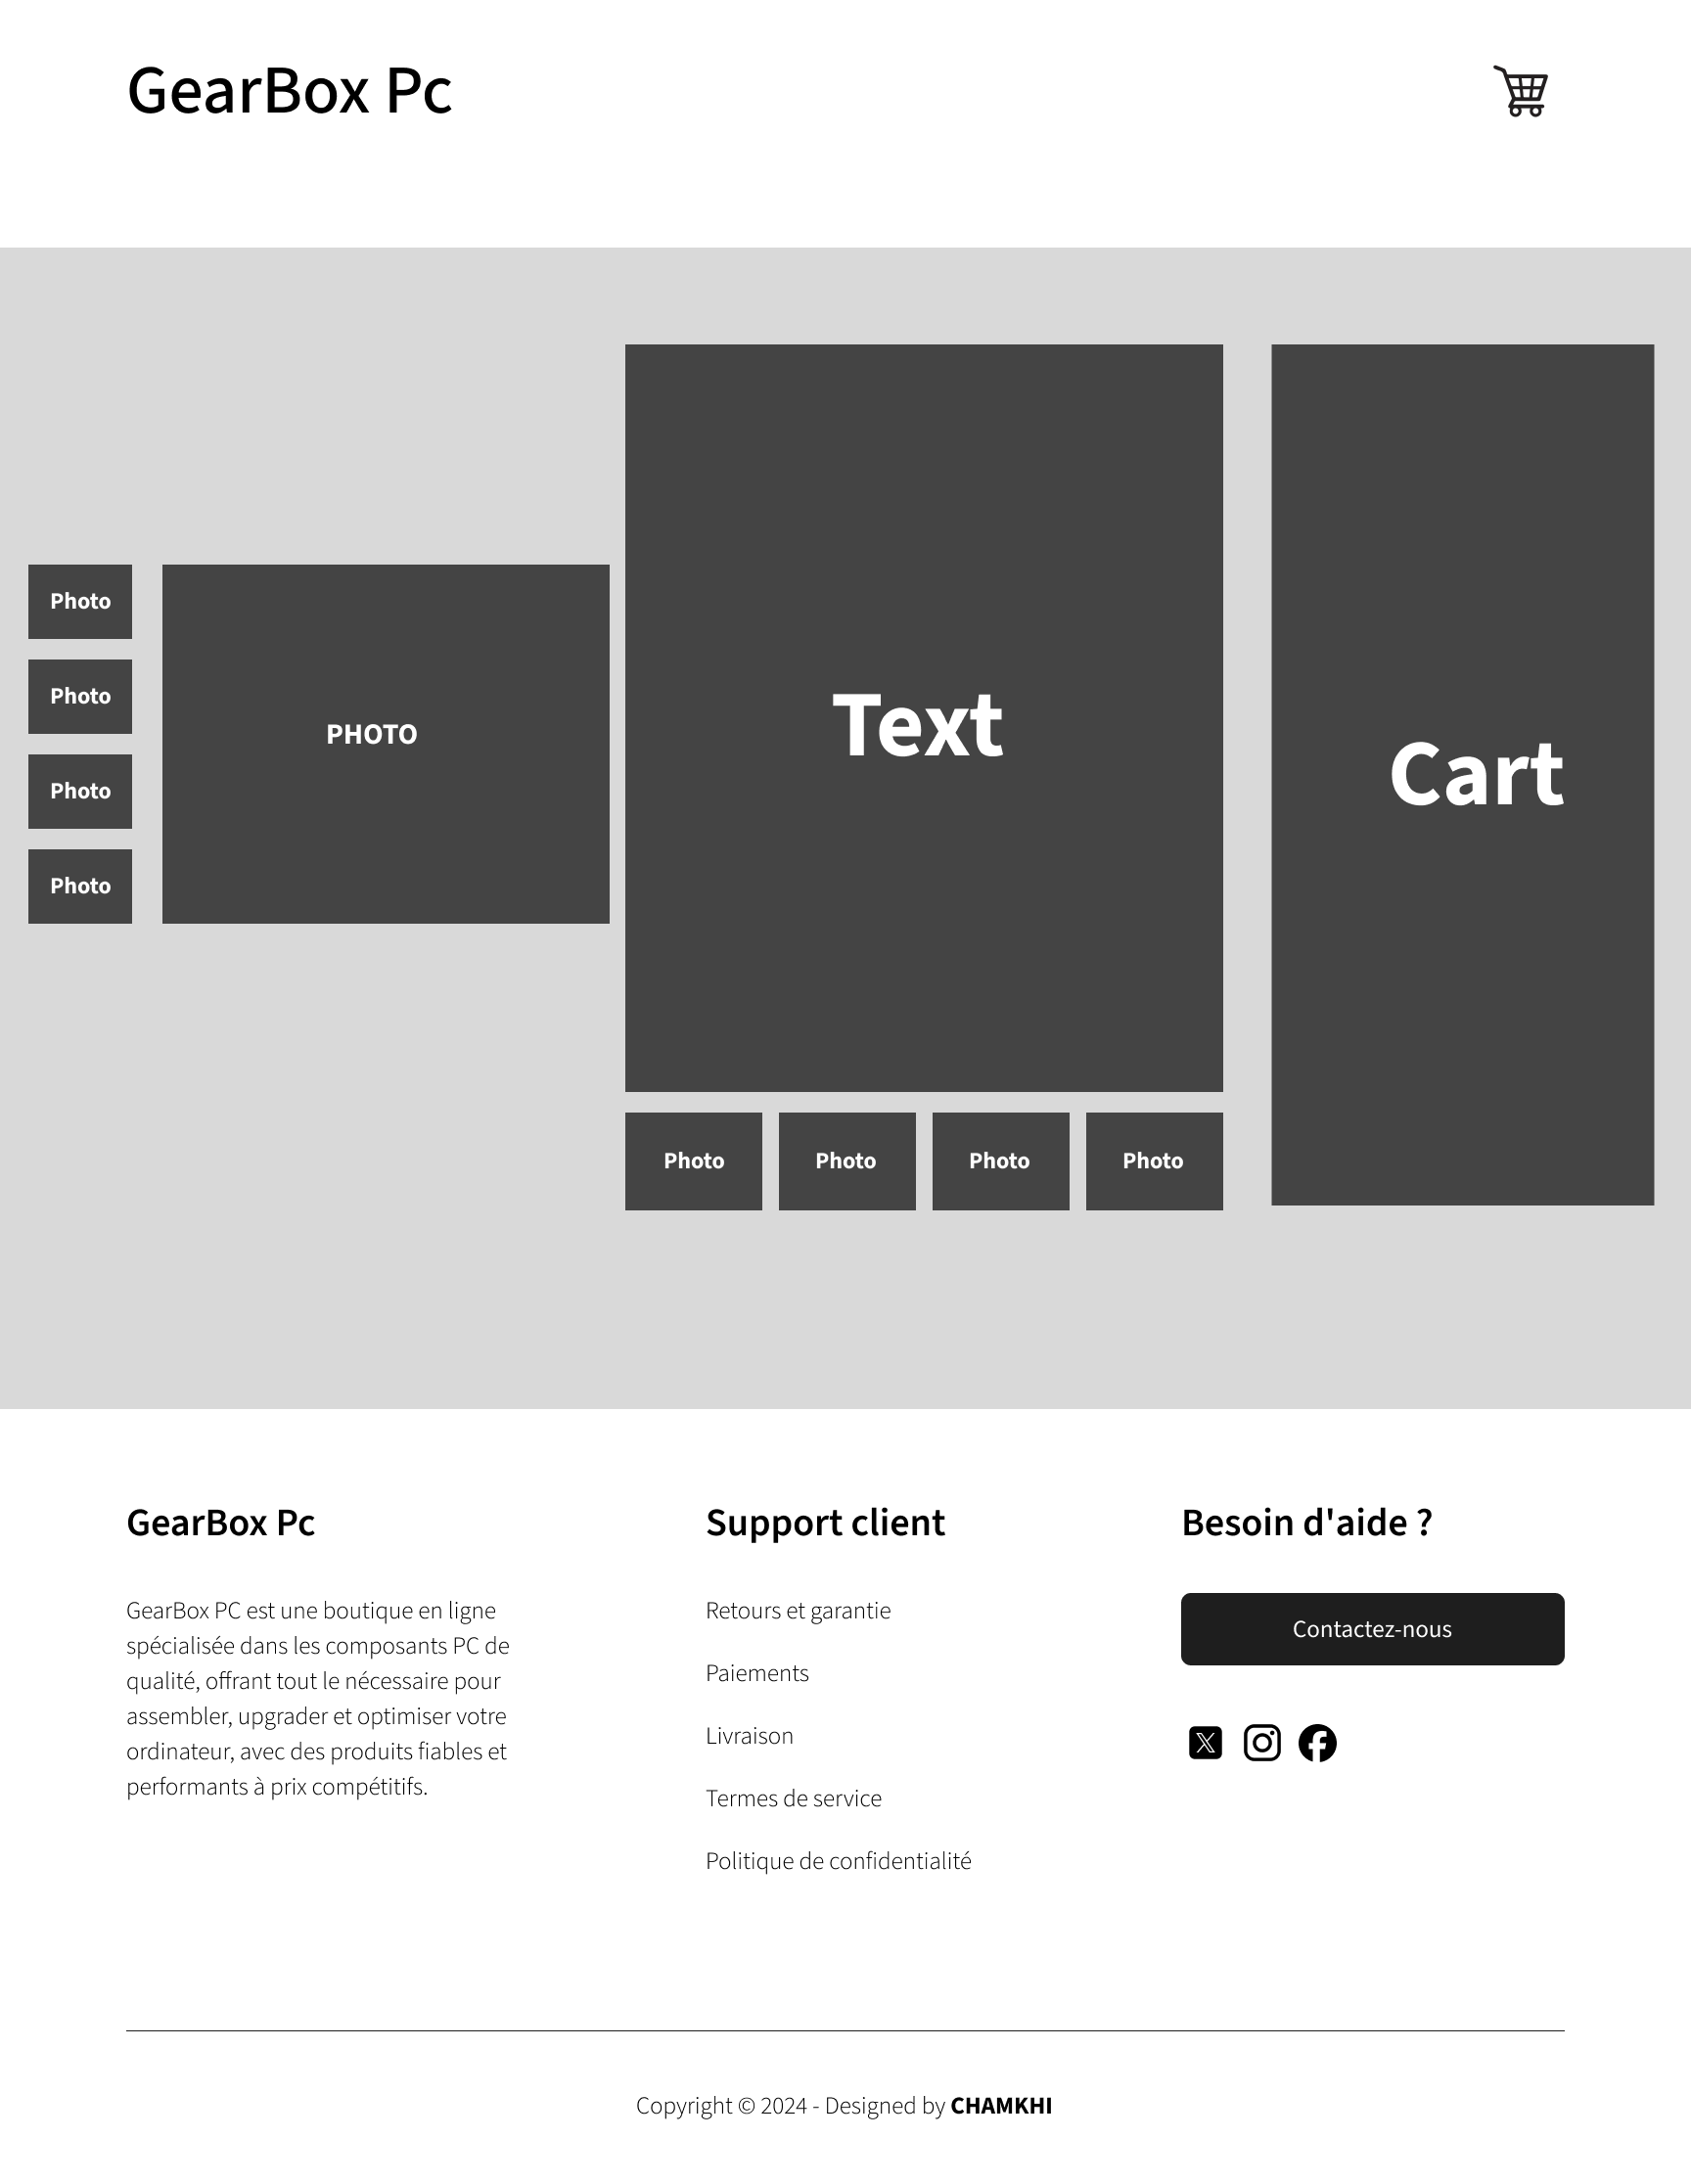 GearBox Pc
Photo
Photo
Photo
Photo
PHOTO
Text
Cart
Photo
Photo
Photo
Photo
GearBox Pc
GearBox PC est une boutique en ligne
spécialisée dans les composants PC de
qualité, offrant tout le nécessaire pour
assembler, upgrader et optimiser votre
ordinateur, avec des produits fiables et
performants à prix compétitifs.
Support client
Retours et garantie
Paiements
Livraison
Termes de service
Politique de confidentialité
Besoin d'aide ?
Contactez-nous
Copyright © 2024 - Designed by CHAMKHI